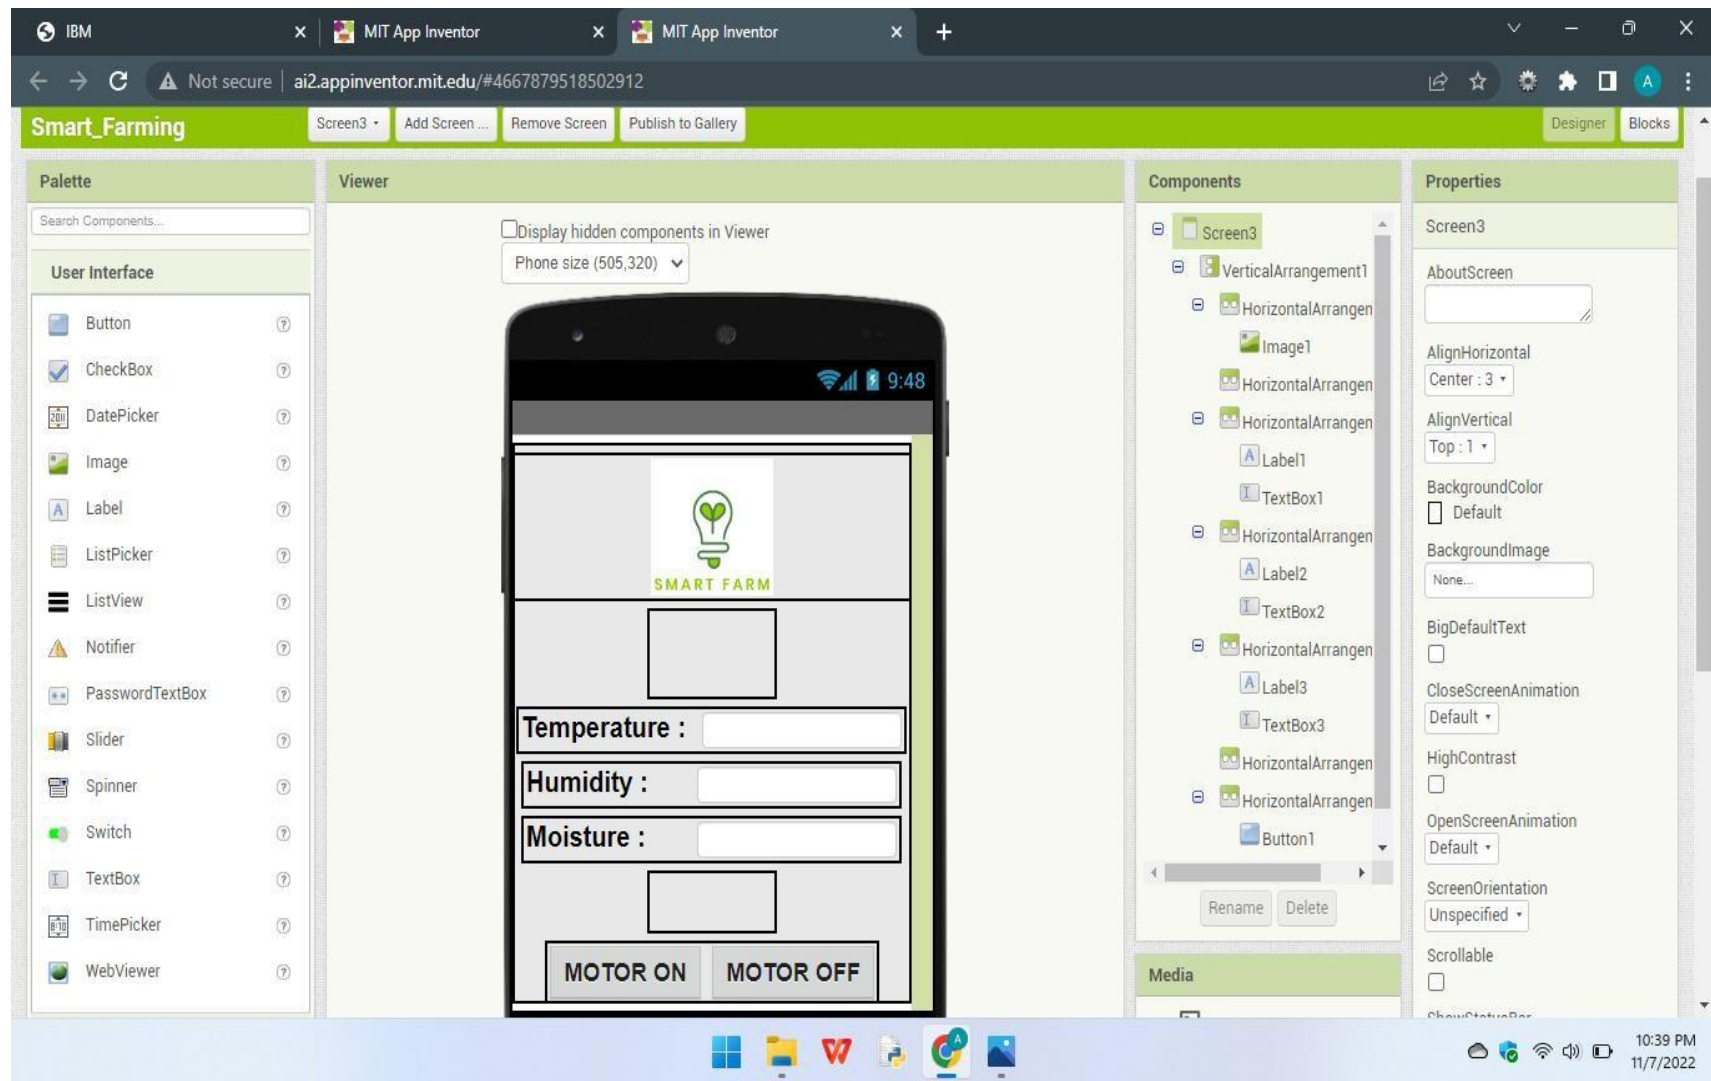 IBM
MIT App Inventor
MIT App Inventor
Not secure
ai2.appinventor.mit.edu/#4667879518502912
A
Smart_Farming
Screen3
Add Screen ...
Remove Screen
Publish to Gallery
Designer
Blocks
Palette
Search Components...
User Interface
Button
CheckBox
DatePicker
Image
Label
ListPicker
ListView
Notifier
PasswordTextBox
Slider
Spinner
Switch
TextBox
TimePicker
WebViewer
Viewer
Display hidden components in Viewer
Phone size (505,320)
9:48
SMART FARM
Temperature :
Humidity :
Moisture :
MOTOR ON
MOTOR OFF
Components
Screen3
VerticalArrangement1
HorizontalArrangen
Image1
HorizontalArrangen
HorizontalArrangen
Label1
TextBox1
HorizontalArrangen
Label2
TextBox2
HorizontalArrangen
Label3
TextBox3
HorizontalArrangen
HorizontalArrangen
Button1
Rename
Delete
Media
Properties
Screen3
AboutScreen
AlignHorizontal
Center : 3
AlignVertical
Top : 1
BackgroundColor
Default
BackgroundImage
None...
BigDefaultText
CloseScreenAnimation
Default
HighContrast
OpenScreenAnimation
Default
ScreenOrientation
Unspecified
Scrollable
ShowStatusBar
10:39 PM
11/7/2022